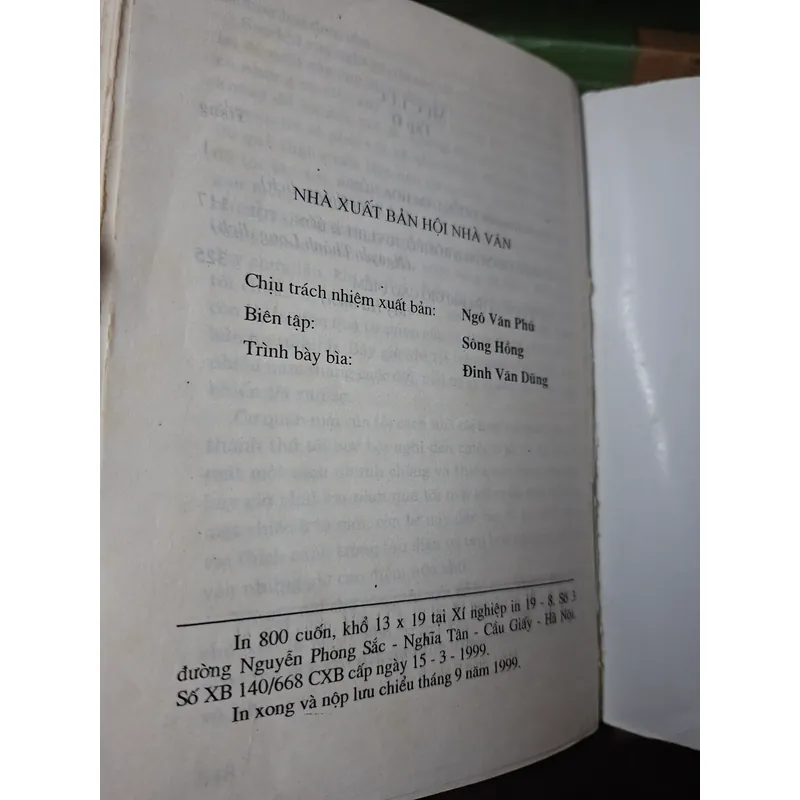 NHÀ XUẤT BẢN HỘI NHÀ VĂN
Chịu trách nhiệm xuất bản: Ngô Văn Phú
Biên tập: Sông Hồng
Trình bày bìa: Đinh Văn Dũng
In 800 cuốn, khổ 13 x 19 tại Xí nghiệp in 19 - 8. Số 3
đường Nguyễn Phong Sắc - Nghĩa Tân - Cầu Giấy - Hà Nội.
Số XB 140/668 CXB cấp ngày 15 - 3 - 1999.
In xong và nộp lưu chiểu tháng 9 năm 1999.